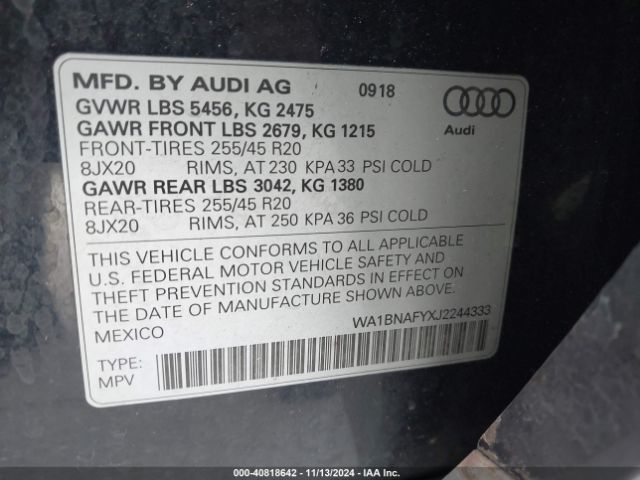 MFD. BY AUDI AG 0918
GVWR LBS 5456, KG 2475
GAWR FRONT LBS 2679, KG 1215
FRONT-TIRES 255/45 R20
8JX20 RIMS, AT 230 KPA 33 PSI COLD
GAWR REAR LBS 3042, KG 1380
REAR-TIRES 255/45 R20
8JX20 RIMS, AT 250 KPA 36 PSI COLD
Audi
THIS VEHICLE CONFORMS TO ALL APPLICABLE
U.S. FEDERAL MOTOR VEHICLE SAFETY AND
THEFT PREVENTION STANDARDS IN EFFECT ON
THE DATE OF MANUFACTURE SHOWN ABOVE.
MEXICO WA1BNAFYXJ2244333
TYPE:
MPV
000-40818642 - 11/13/2024 - IAA Inc.